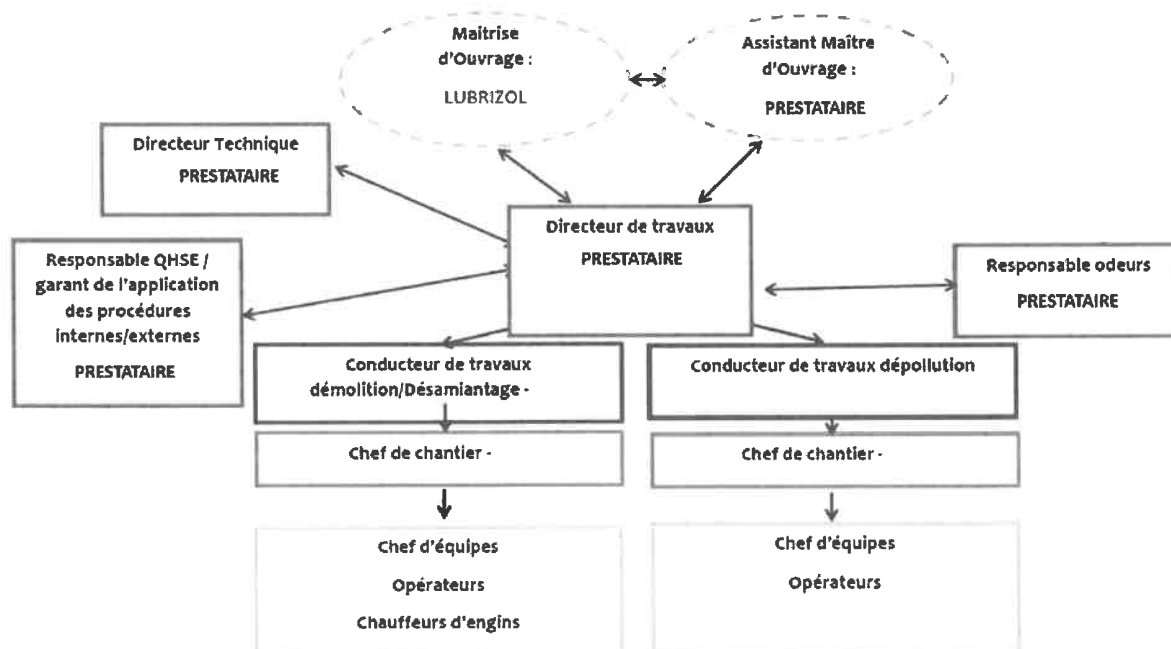 Maitrise
d'Ouvrage :
LUBRIZOL
Assistant Maître
d'Ouvrage :
PRESTATAIRE
Directeur Technique
PRESTATAIRE
Directeur de travaux
PRESTATAIRE
Responsable QHSE /
garant de l'application
des procédures
internes/externes
PRESTATAIRE
Responsable odeurs
PRESTATAIRE
Conducteur de travaux
démolition/Désamiantage -
Conducteur de travaux dépollution
Chef de chantier -
Chef de chantier -
Chef d'équipes
Opérateurs
Chauffeurs d'engins
Chef d'équipes
Opérateurs